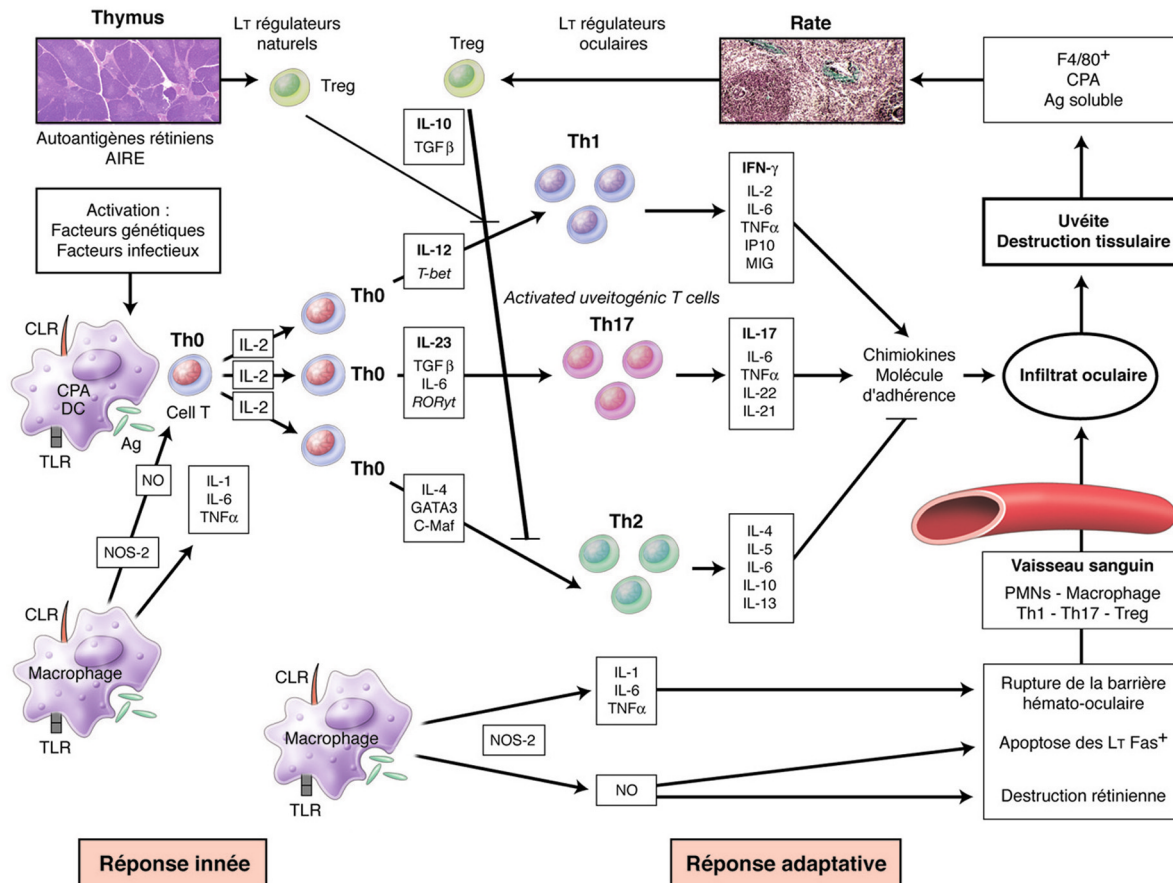 Thymus
LT régulateurs
naturels
Treg
Autoantigènes rétiniens
AIRE
Treg
LT régulateurs
oculaires
Rate
F4/80+
CPA
Ag soluble
IL-10
TGFβ
Th1
IFN-γ
IL-2
IL-6
TNFα
IP10
MIG
Uvéite
Destruction tissulaire
Activation :
Facteurs génétiques
Facteurs infectieux
IL-12
T-bet
Th0
Activated uveitogénic T cells
CLR
Th0
CPA
DC
Cell T
Ag
TLR
IL-2
IL-2
IL-2
Th0
IL-23
TGFβ
IL-6
RORyt
Th17
IL-17
IL-6
TNFα
IL-22
IL-21
Chimiokines
Molécule
d'adhérence
Infiltrat oculaire
Th0
IL-4
GATA3
C-Maf
Th2
IL-4
IL-5
IL-6
IL-10
IL-13
NO
IL-1
IL-6
TNFα
NOS-2
CLR
Macrophage
TLR
Vaisseau sanguin
PMNs - Macrophage
Th1 - Th17 - Treg
CLR
Macrophage
TLR
NOS-2
IL-1
IL-6
TNFα
NO
Rupture de la barrière
hémato-oculaire
Apoptose des LT Fas+
Destruction rétinienne
Réponse innée
Réponse adaptative